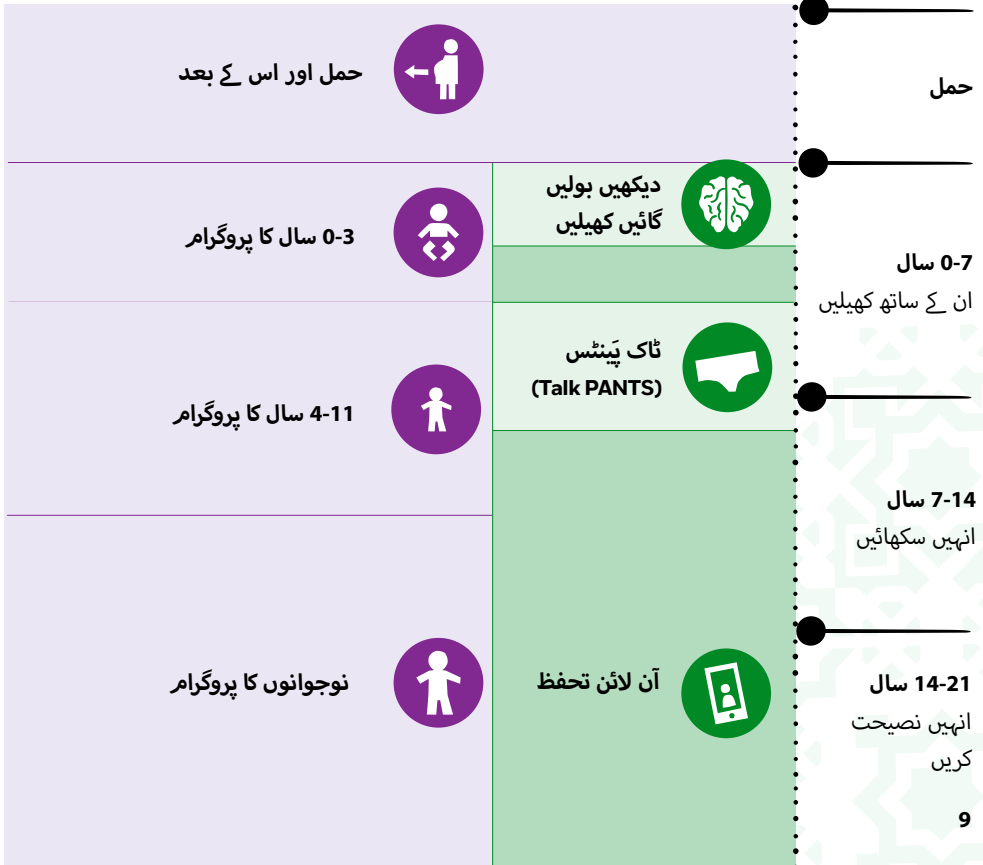 حمل
حمل اور اس کے بعد
0-7 سال
ان کے ساتھ کھیلیں
دیکھیں بولیں
گائیں کھیلیں
0-3 سال کا پروگرام
ٹاک پَینٹس
(Talk PANTS)
4-11 سال کا پروگرام
7-14 سال
انہیں سکھائیں
14-21 سال
انہیں نصیحت
کریں
آن لائن تحفظ
نوجوانوں کا پروگرام
9